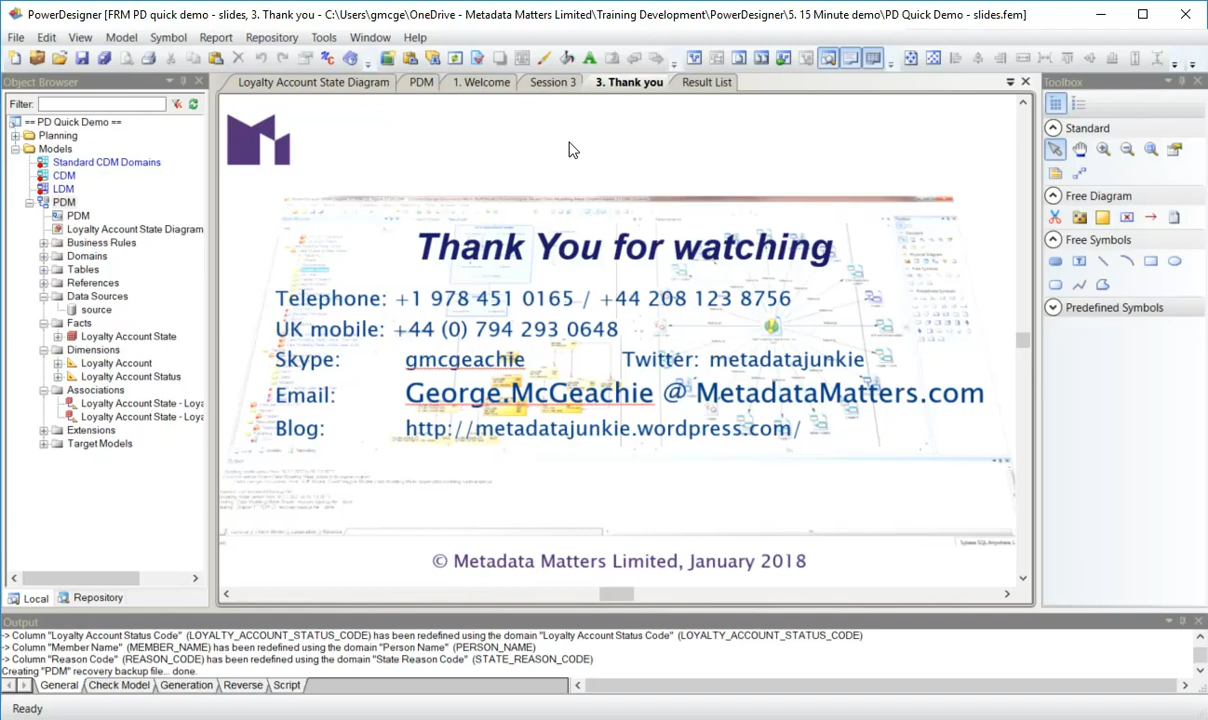 PowerDesigner [FRM PD quick demo - slides, 3. Thank you - C:\Users\gmcge\OneDrive - Metadata Matters Limited\Training Development\PowerDesigner\5. 15 Minute demo\PD Quick Demo - slides.fem]
File Edit View Model Symbol Report Repository Tools Window Help
Object Browser
Filter:
== PD Quick Demo ==
Planning
Models
Standard CDM Domains
CDM
LDM
PDM
PDM
Loyalty Account State Diagram
Business Rules
Domains
Tables
References
Data Sources
source
Facts
Loyalty Account State
Dimensions
Loyalty Account
Loyalty Account Status
Associations
Loyalty Account State - Loya
Loyalty Account State - Loya
Extensions
Target Models
Local Repository
Loyalty Account State Diagram PDM 1. Welcome Session 3 3. Thank you Result List
Thank You for watching
Telephone: +1 978 451 0165 / +44 208 123 8756
UK mobile: +44 (0) 794 293 0648
Skype: gmcgeachie Twitter: metadatajunkie
Email: George.McGeachie @ MetadataMatters.com
Blog: http://metadatajunkie.wordpress.com/
© Metadata Matters Limited, January 2018
Toolbox
Standard
Free Diagram
Free Symbols
Predefined Symbols
Output
-> Column "Loyalty Account Status Code" (LOYALTY_ACCOUNT_STATUS_CODE) has been redefined using the domain "Loyalty Account Status Code" (LOYALTY_ACCOUNT_STATUS_CODE)
-> Column "Member Name" (MEMBER_NAME) has been redefined using the domain "Person Name" (PERSON_NAME)
-> Column "Reason Code" (REASON_CODE) has been redefined using the domain "State Reason Code" (STATE_REASON_CODE)
Creating "PDM" recovery backup file... done.
General Check Model Generation Reverse Script
Ready